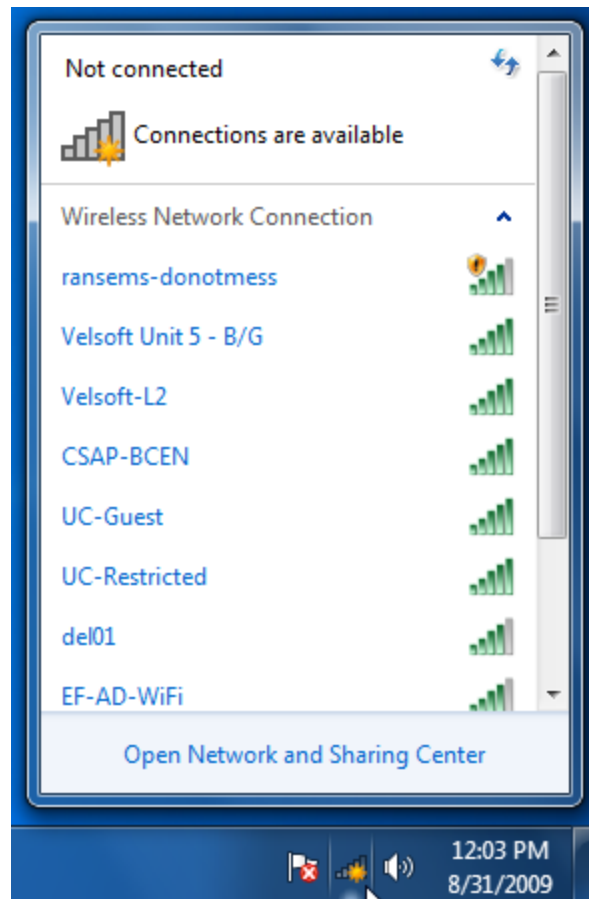 Not connected
Connections are available
Wireless Network Connection
ransems-donotmess
Velsoft Unit 5 - B/G
Velsoft-L2
CSAP-BCEN
UC-Guest
UC-Restricted
del01
EF-AD-WiFi
Open Network and Sharing Center
12:03 PM
8/31/2009